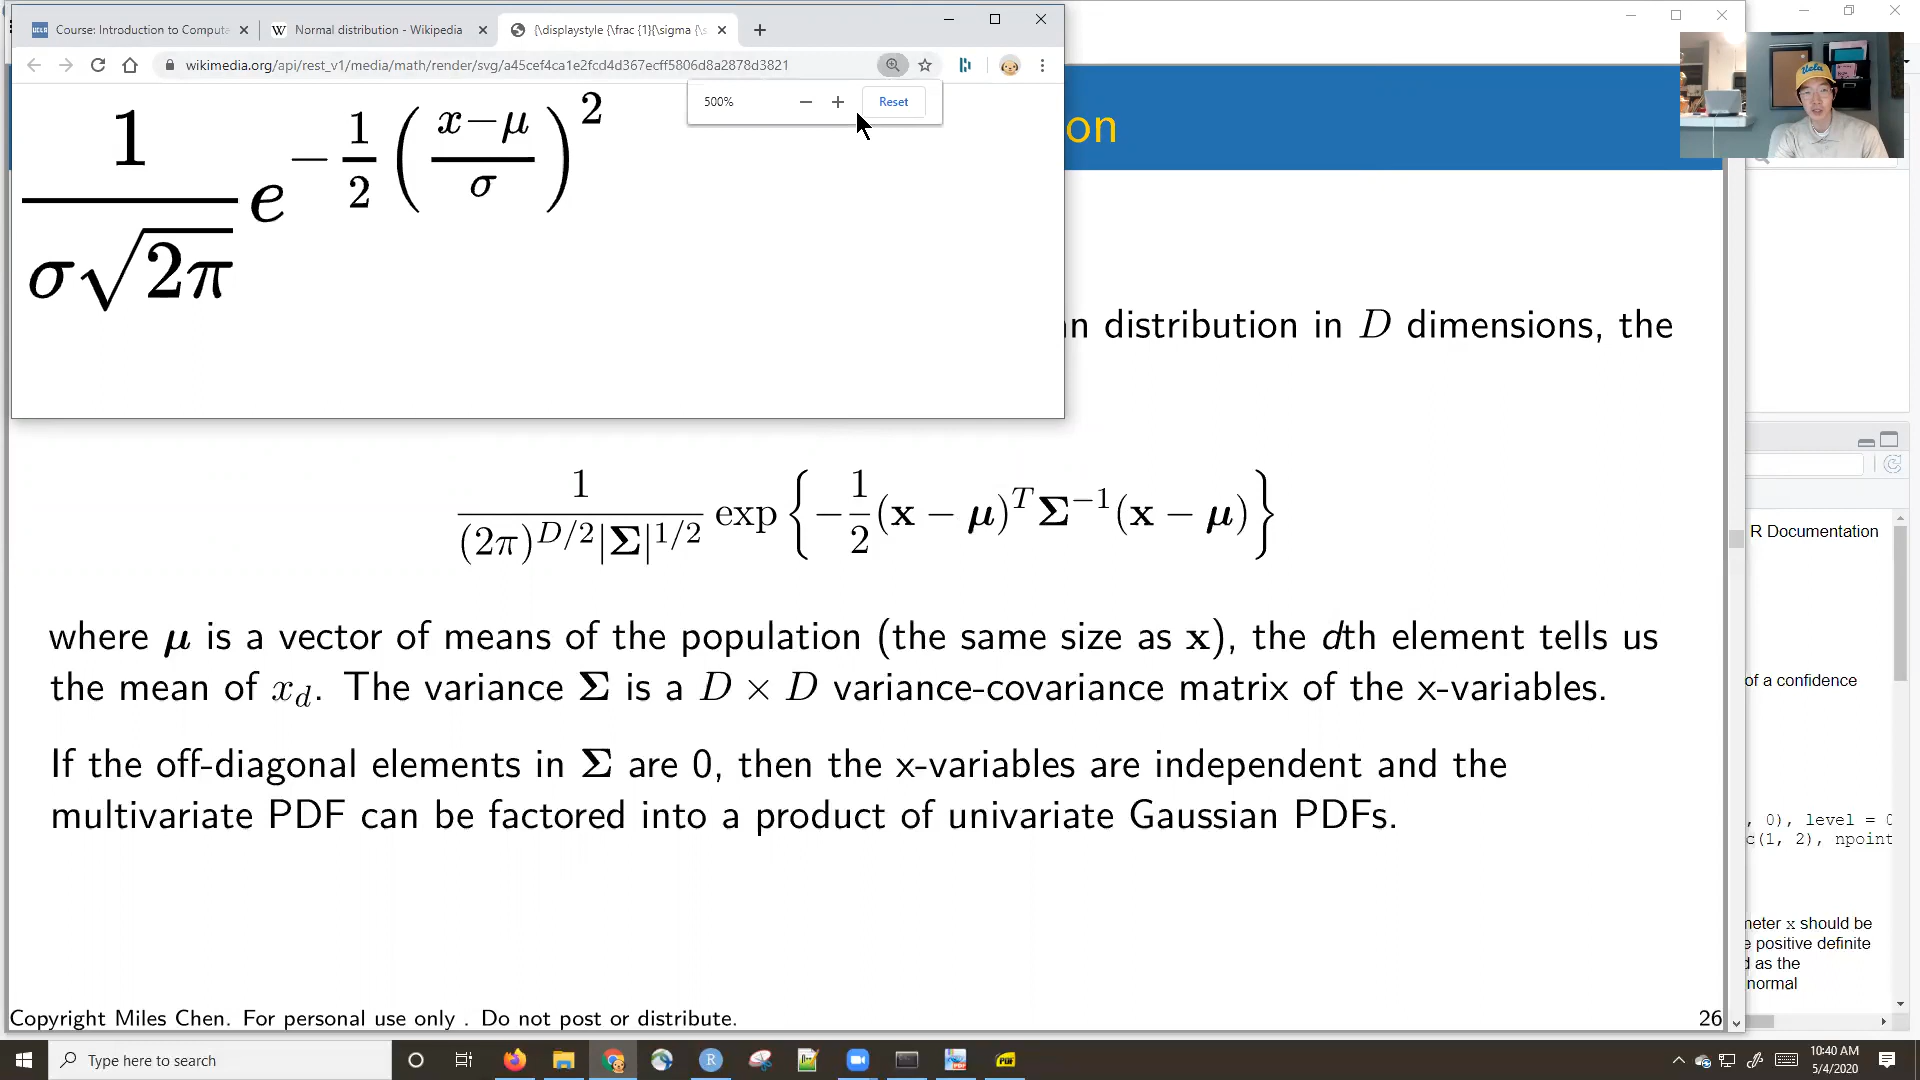 Course: Introduction to Compute
Normal distribution - Wikipedia
{\displaystyle {\frac {1}{\sigma {\s
wikimedia.org/api/rest_v1/media/math/render/svg/a45cef4ca1e2fcd4d367ecff5806d8a2878d3821
500%
Reset
1
σ√2π
e
−1/2((x−μ)/σ)^2
on
an distribution in D dimensions, the
1/((2π)^{D/2}|Σ|^{1/2}) exp{−1/2(x − μ)^T Σ^{−1}(x − μ)}
where μ is a vector of means of the population (the same size as x), the dth element tells us
the mean of x_d. The variance Σ is a D × D variance-covariance matrix of the x-variables.
If the off-diagonal elements in Σ are 0, then the x-variables are independent and the
multivariate PDF can be factored into a product of univariate Gaussian PDFs.
Copyright Miles Chen. For personal use only . Do not post or distribute.
26
R Documentation
of a confidence
, 0), level = 0
c(1, 2), npoint
meter x should be
e positive definite
d as the
normal
Type here to search
10:40 AM
5/4/2020